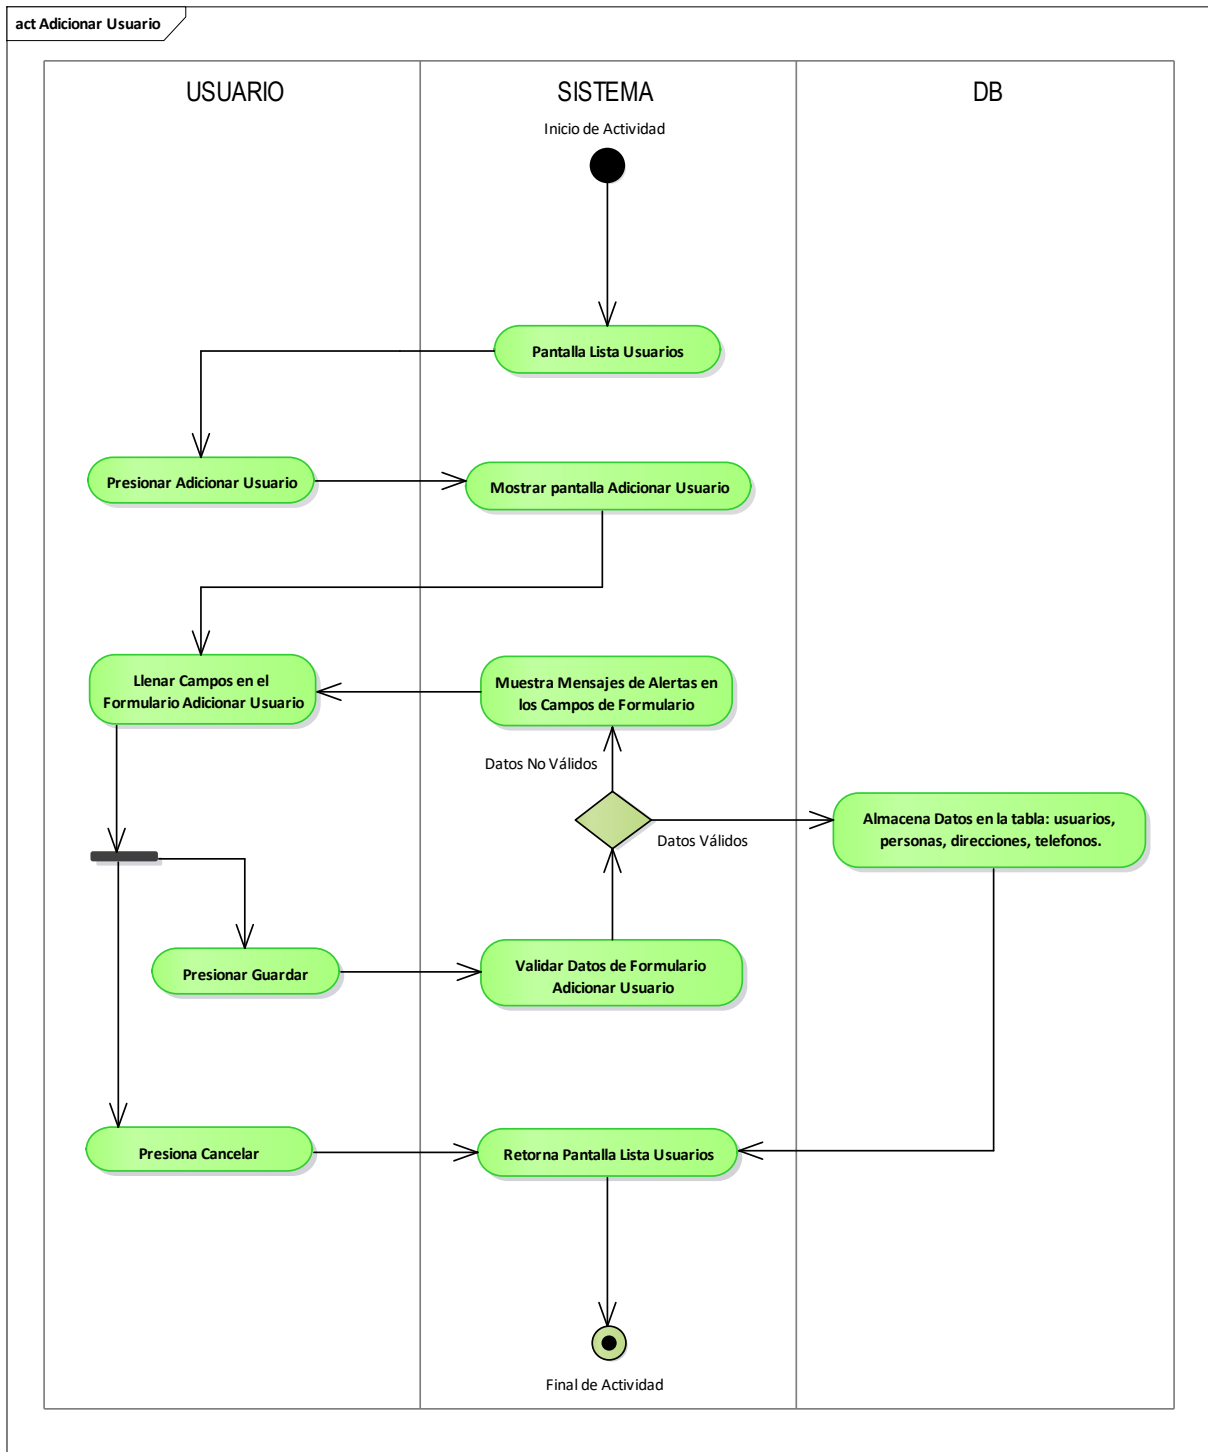 act Adicionar Usuario
USUARIO
SISTEMA
DB
Inicio de Actividad
Pantalla Lista Usuarios
Presionar Adicionar Usuario
Mostrar pantalla Adicionar Usuario
Llenar Campos en el
Formulario Adicionar Usuario
Muestra Mensajes de Alertas en
los Campos de Formulario
Datos No Válidos
Datos Válidos
Almacena Datos en la tabla: usuarios,
personas, direcciones, telefonos.
Presionar Guardar
Validar Datos de Formulario
Adicionar Usuario
Presiona Cancelar
Retorna Pantalla Lista Usuarios
Final de Actividad